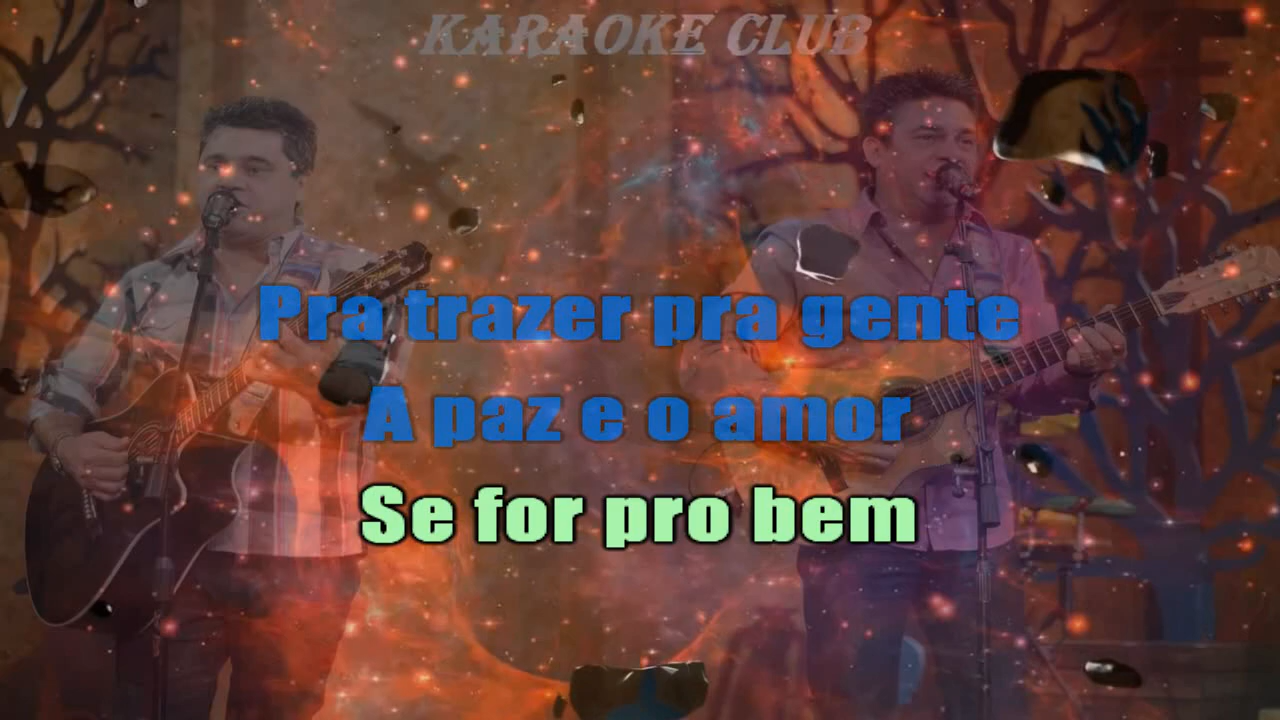 KARAOKE CLUB
Pra trazer pra gente
A paz e o amor
Se for pro bem